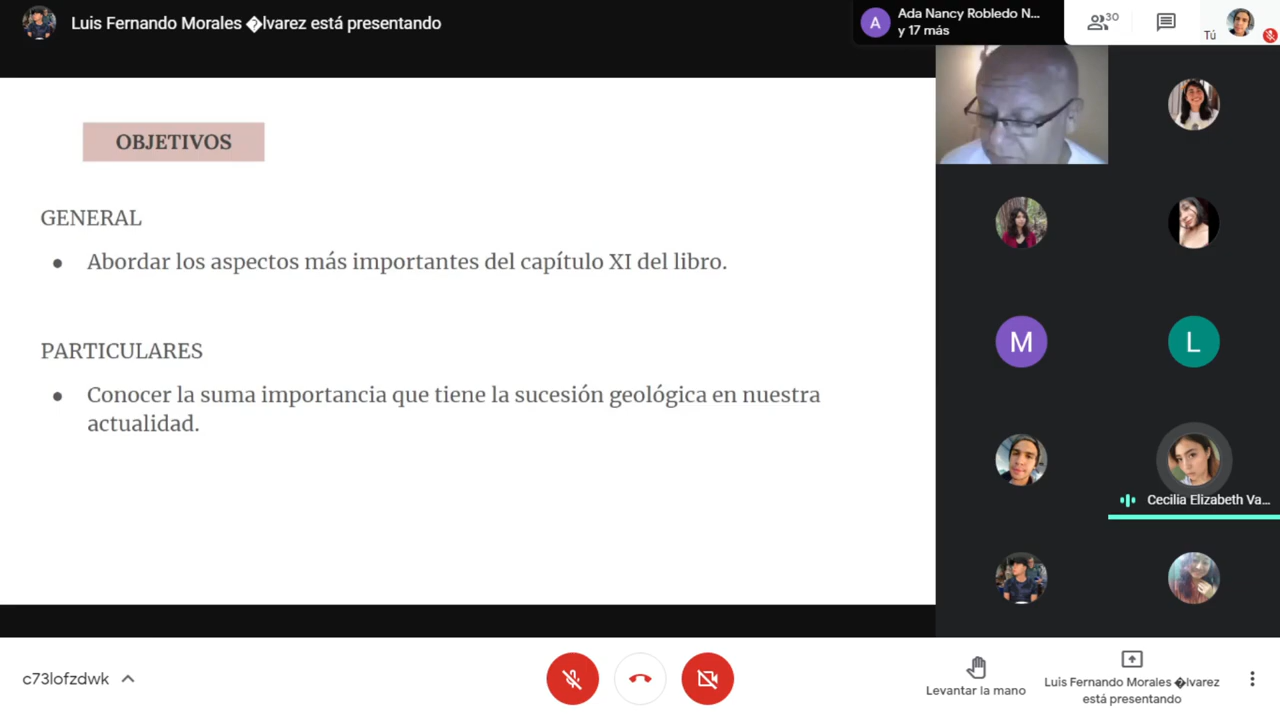 Luis Fernando Morales �lvarez está presentando
Ada Nancy Robledo N...
y 17 más
A
30
Tú
OBJETIVOS
GENERAL
● Abordar los aspectos más importantes del capítulo XI del libro.
PARTICULARES
● Conocer la suma importancia que tiene la sucesión geológica en nuestra
actualidad.
M
L
Cecilia Elizabeth Va...
c73lofzdwk
Levantar la mano
Luis Fernando Morales �lvarez
está presentando